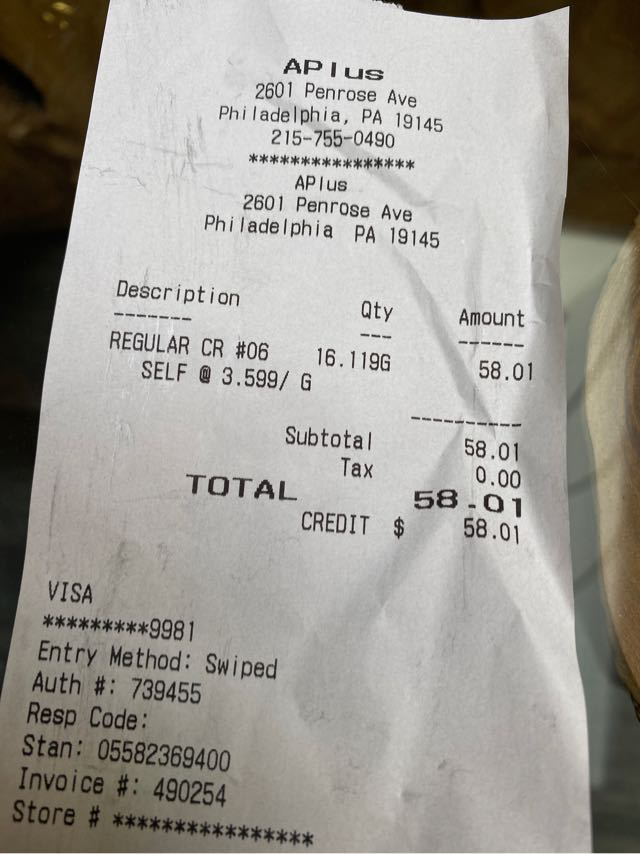 APlus
2601 Penrose Ave
Philadelphia, PA 19145
215-755-0490
****************
APlus
2601 Penrose Ave
Philadelphia PA 19145
Description Qty Amount
------- --- ------
REGULAR CR #06 16.119G 58.01
SELF @ 3.599/ G
----------
Subtotal 58.01
Tax 0.00
TOTAL 58.01
CREDIT $ 58.01
VISA
*********9981
Entry Method: Swiped
Auth #: 739455
Resp Code:
Stan: 05582369400
Invoice #: 490254
Store # ****************